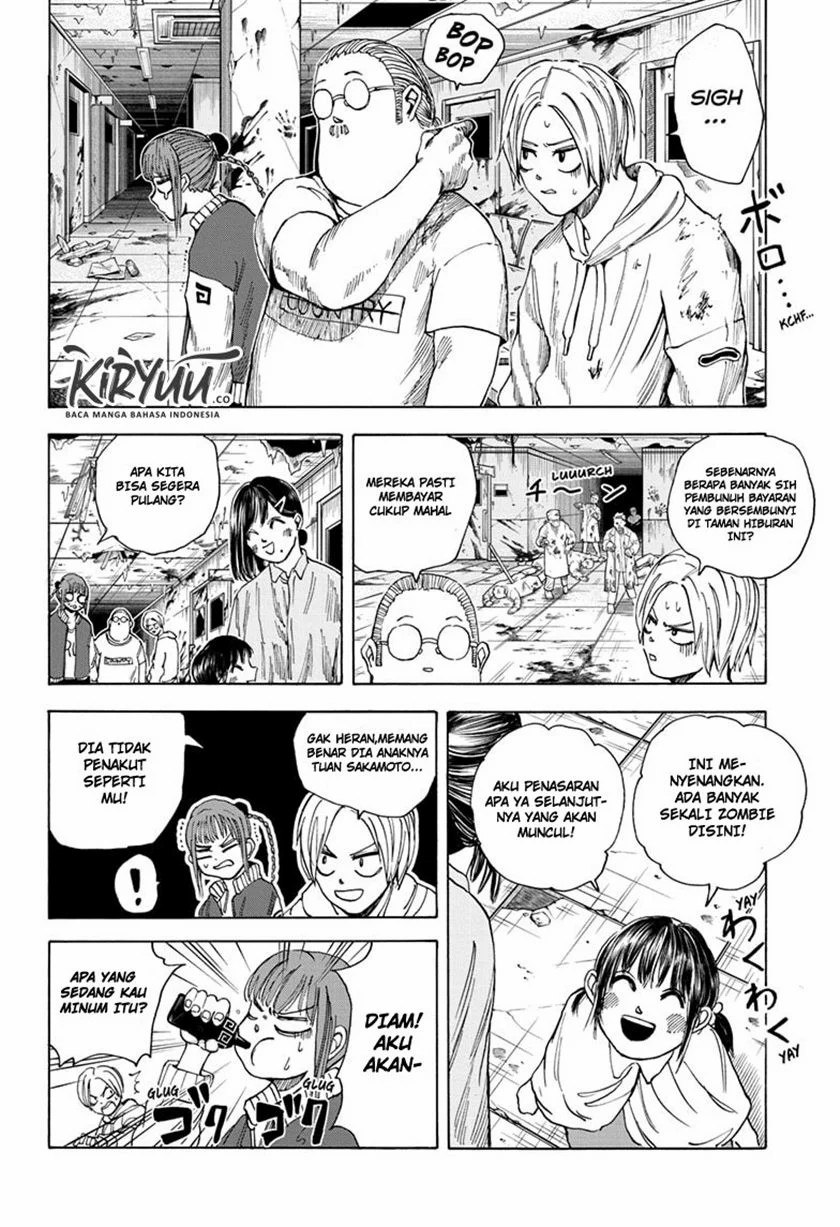 SIGH
...
BOP
BOP
ボロ...
KCHF...
COUNTRY
KIRYUU.CO
BACA MANGA BAHASA INDONESIA
SEBENARNYA
BERAPA BANYAK SIH
PEMBUNUH BAYARAN
YANG BERSEMBUNYI
DI TAMAN HIBURAN
INI?
LUUUURCH
チ～ン
MEREKA PASTI
MEMBAYAR
CUKUP MAHAL
APA KITA
BISA SEGERA
PULANG?
INI ME-
NYENANGKAN.
ADA BANYAK
SEKALI ZOMBIE
DISINI!
AKU PENASARAN
APA YA SELANJUT-
NYA YANG AKAN
MUNCUL!
YAY
わくわく
YAY
GAK HERAN,MEMANG
BENAR DIA ANAKNYA
TUAN SAKAMOTO...
DIA TIDAK
PENAKUT
SEPERTI
MU!
!
DIAM!
AKU
AKAN-
APA YANG
SEDANG KAU
MINUM ITU?
GLUG
ゴク
GLUG
ゴク